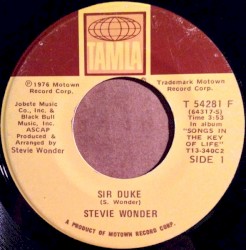 TAMLA
℗ 1976 Motown
Record Corp.
Trademark Motown
Record Corp.
Jobete Music
Co., Inc. &
Black Bull
Music, Inc.
ASCAP
Produced &
Arranged by
Stevie Wonder
T 54281 F
(64317-S)
Time 3:53
In album
"SONGS IN
THE KEY
OF LIFE"
T13-340C2
SIDE 1
SIR DUKE
(S. Wonder)
STEVIE WONDER
A PRODUCT OF MOTOWN RECORD CORP.